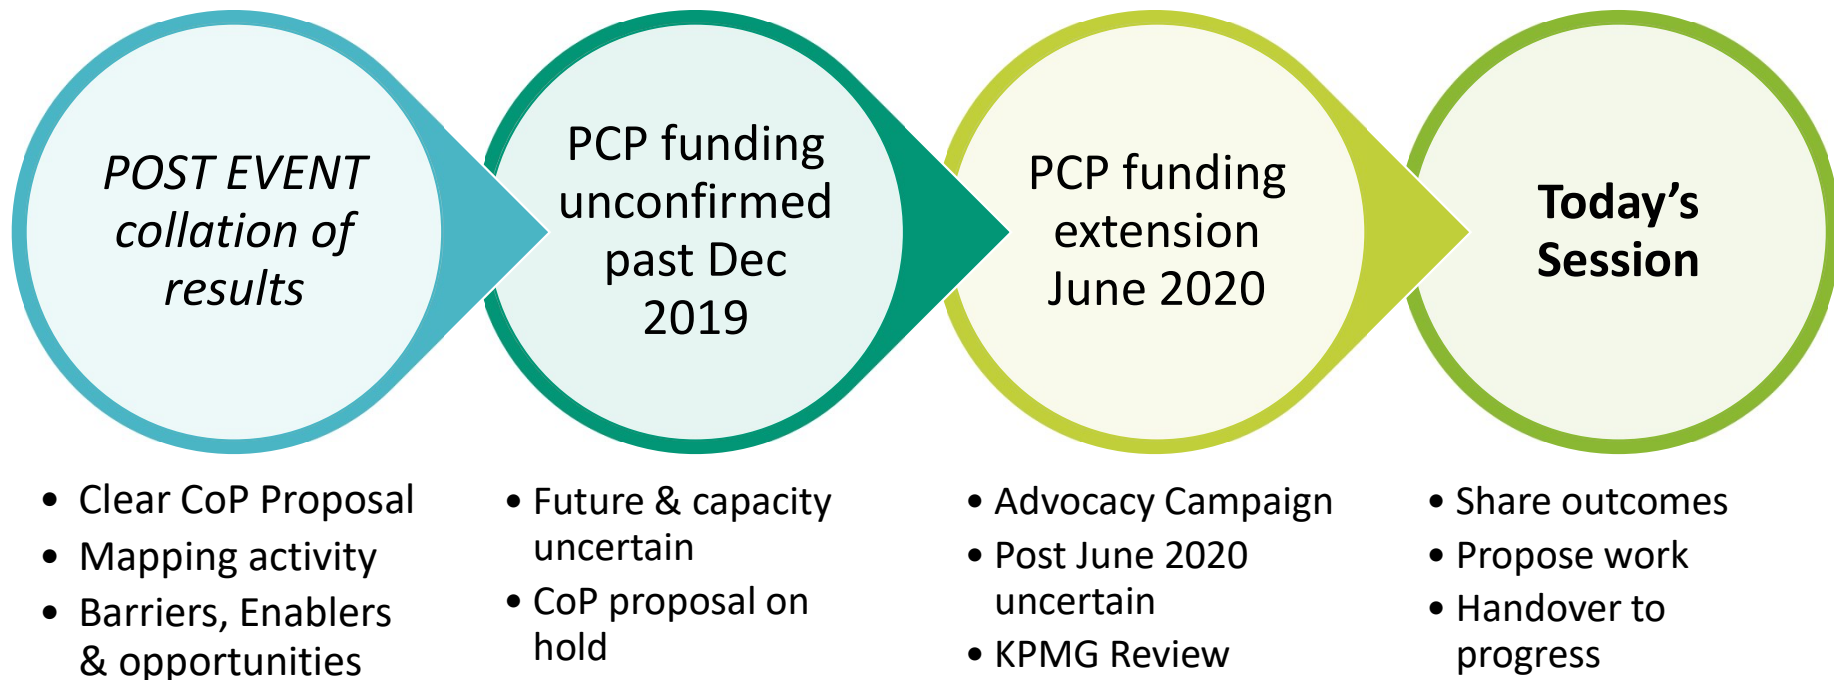 POST EVENT
collation of
results
PCP funding
unconfirmed
past Dec
2019
PCP funding
extension
June 2020
Today’s
Session
• Clear CoP Proposal
• Mapping activity
• Barriers, Enablers
& opportunities
• Future & capacity
uncertain
• CoP proposal on
hold
• Advocacy Campaign
• Post June 2020
uncertain
• KPMG Review
• Share outcomes
• Propose work
• Handover to
progress